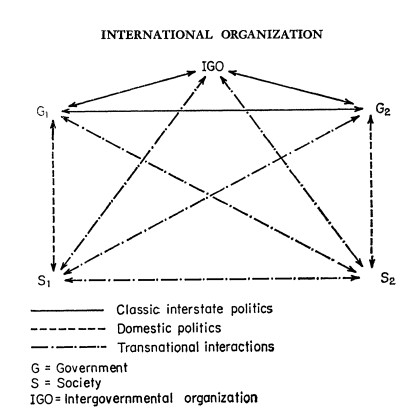 INTERNATIONAL ORGANIZATION
IGO
G₁
G₂
S₁
S₂
Classic interstate politics
Domestic politics
Transnational interactions
G = Government
S = Society
IGO = Intergovernmental organization